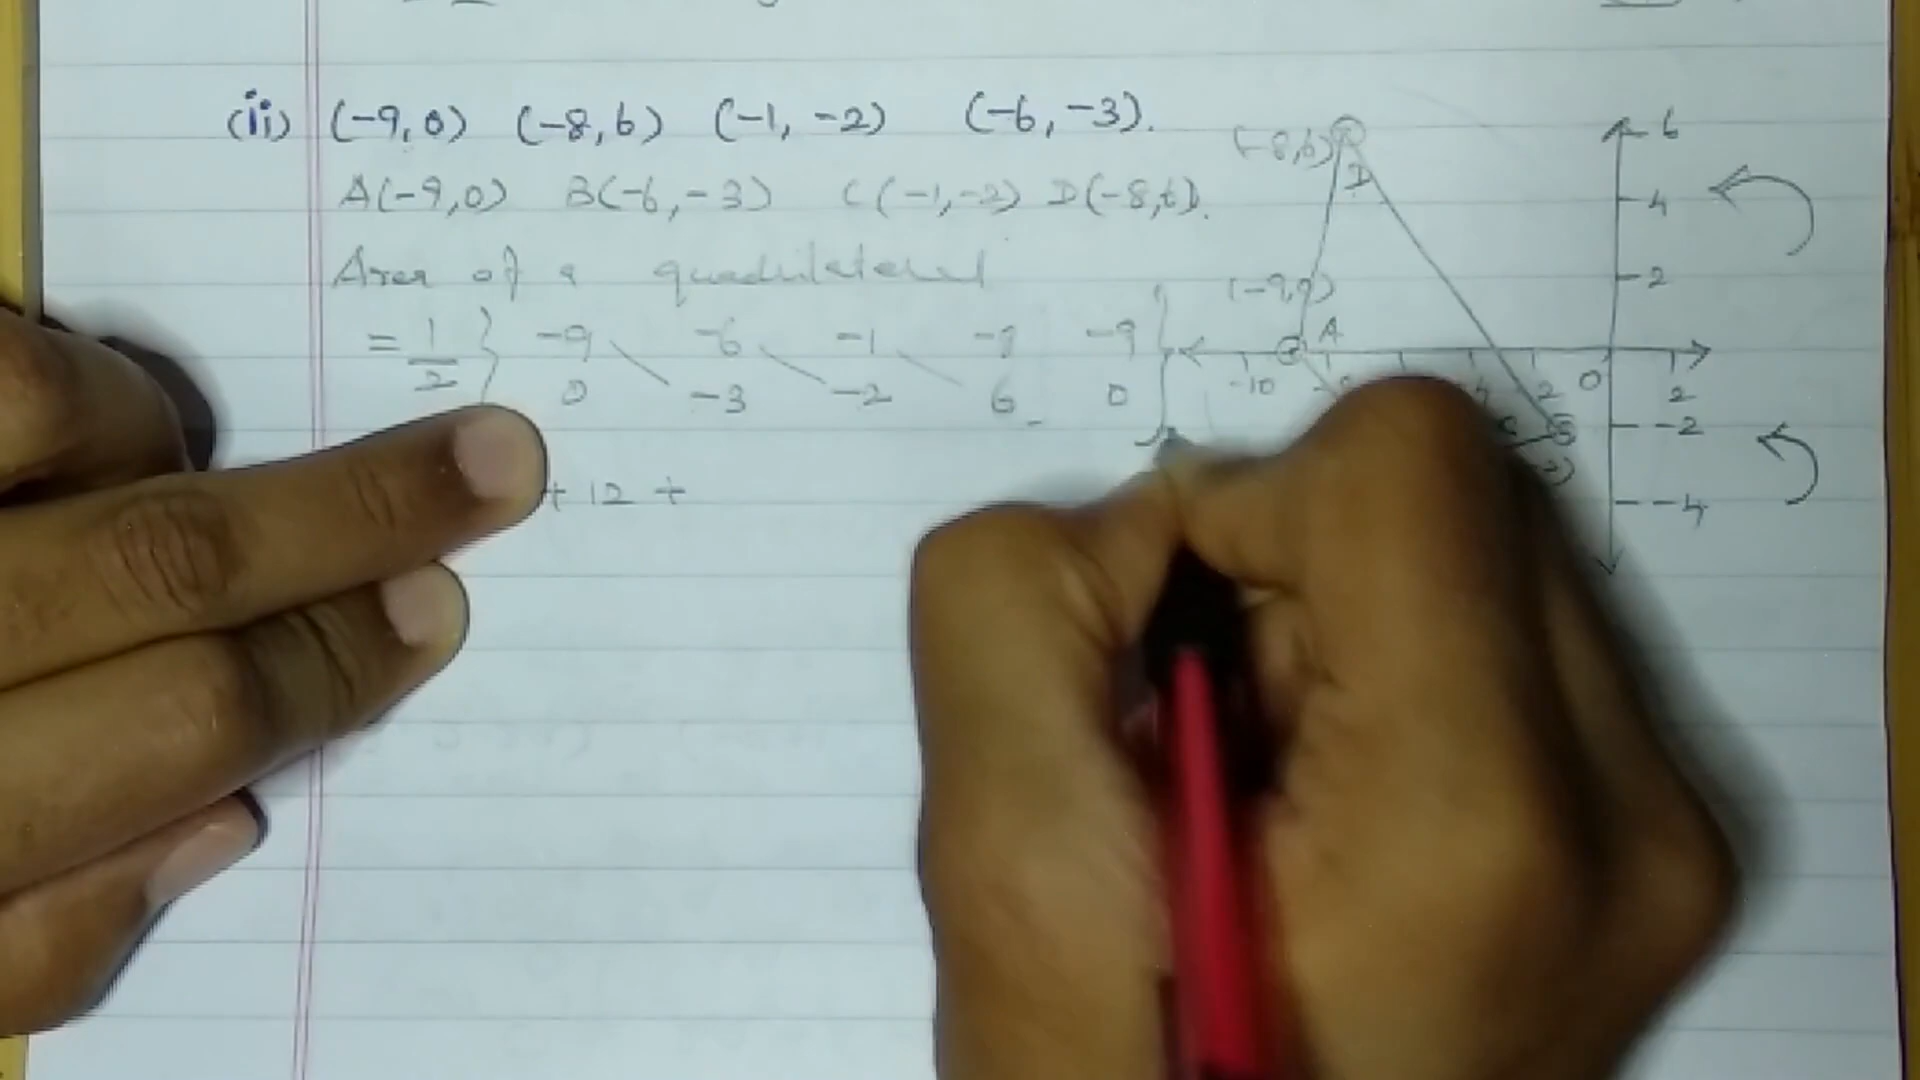 (ii) (-9,0) (-8,6) (-1,-2) (-6,-3).
A(-9,0) B(-6,-3) C(-1,-2) D(-8,6).
Area of a quadrilateral
= 1/2 { -9 -6 -1 -8 -9 }
0 -3 -2 6 0
+ 12 +
(-8,6)
D
(-9,0)
A
6
4
2
-10
2
0
2
-2
-4